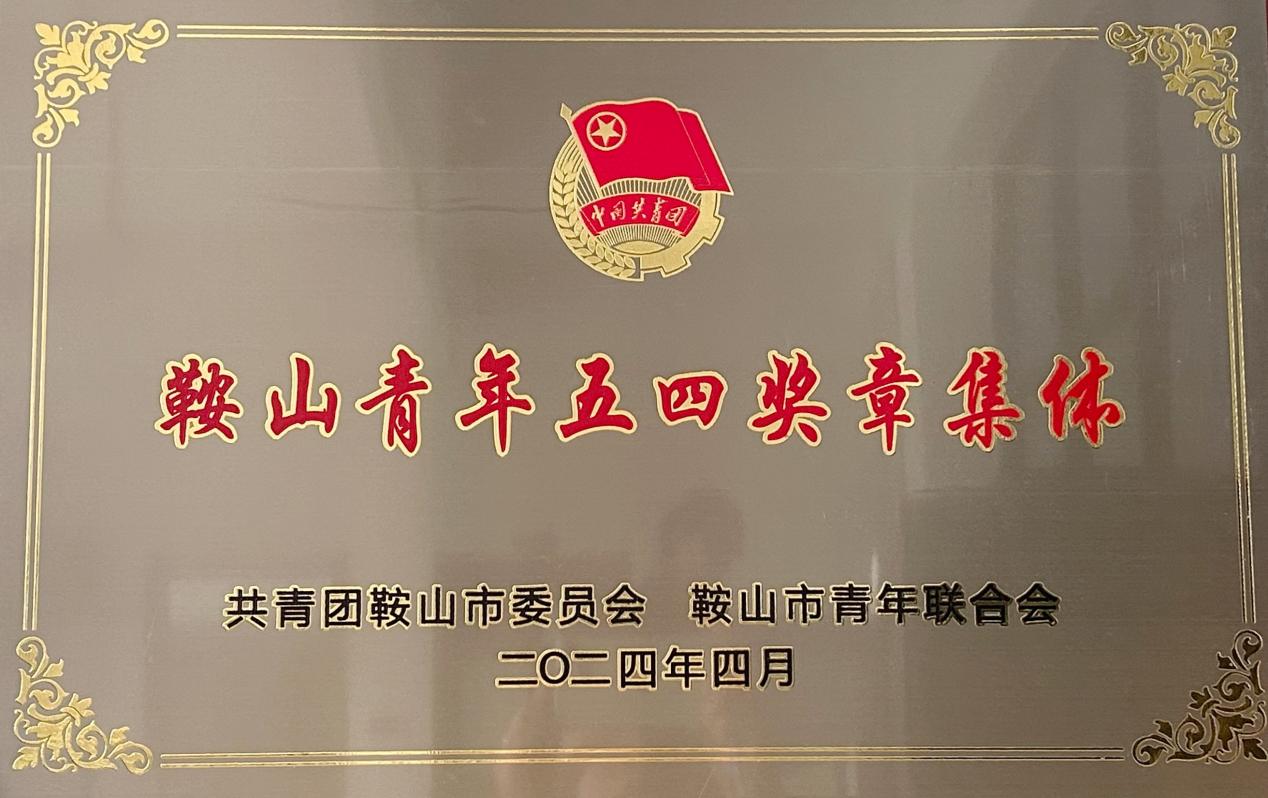 中国共青团
鞍山青年五四奖章集体
共青团鞍山市委员会 鞍山市青年联合会
二〇二四年四月